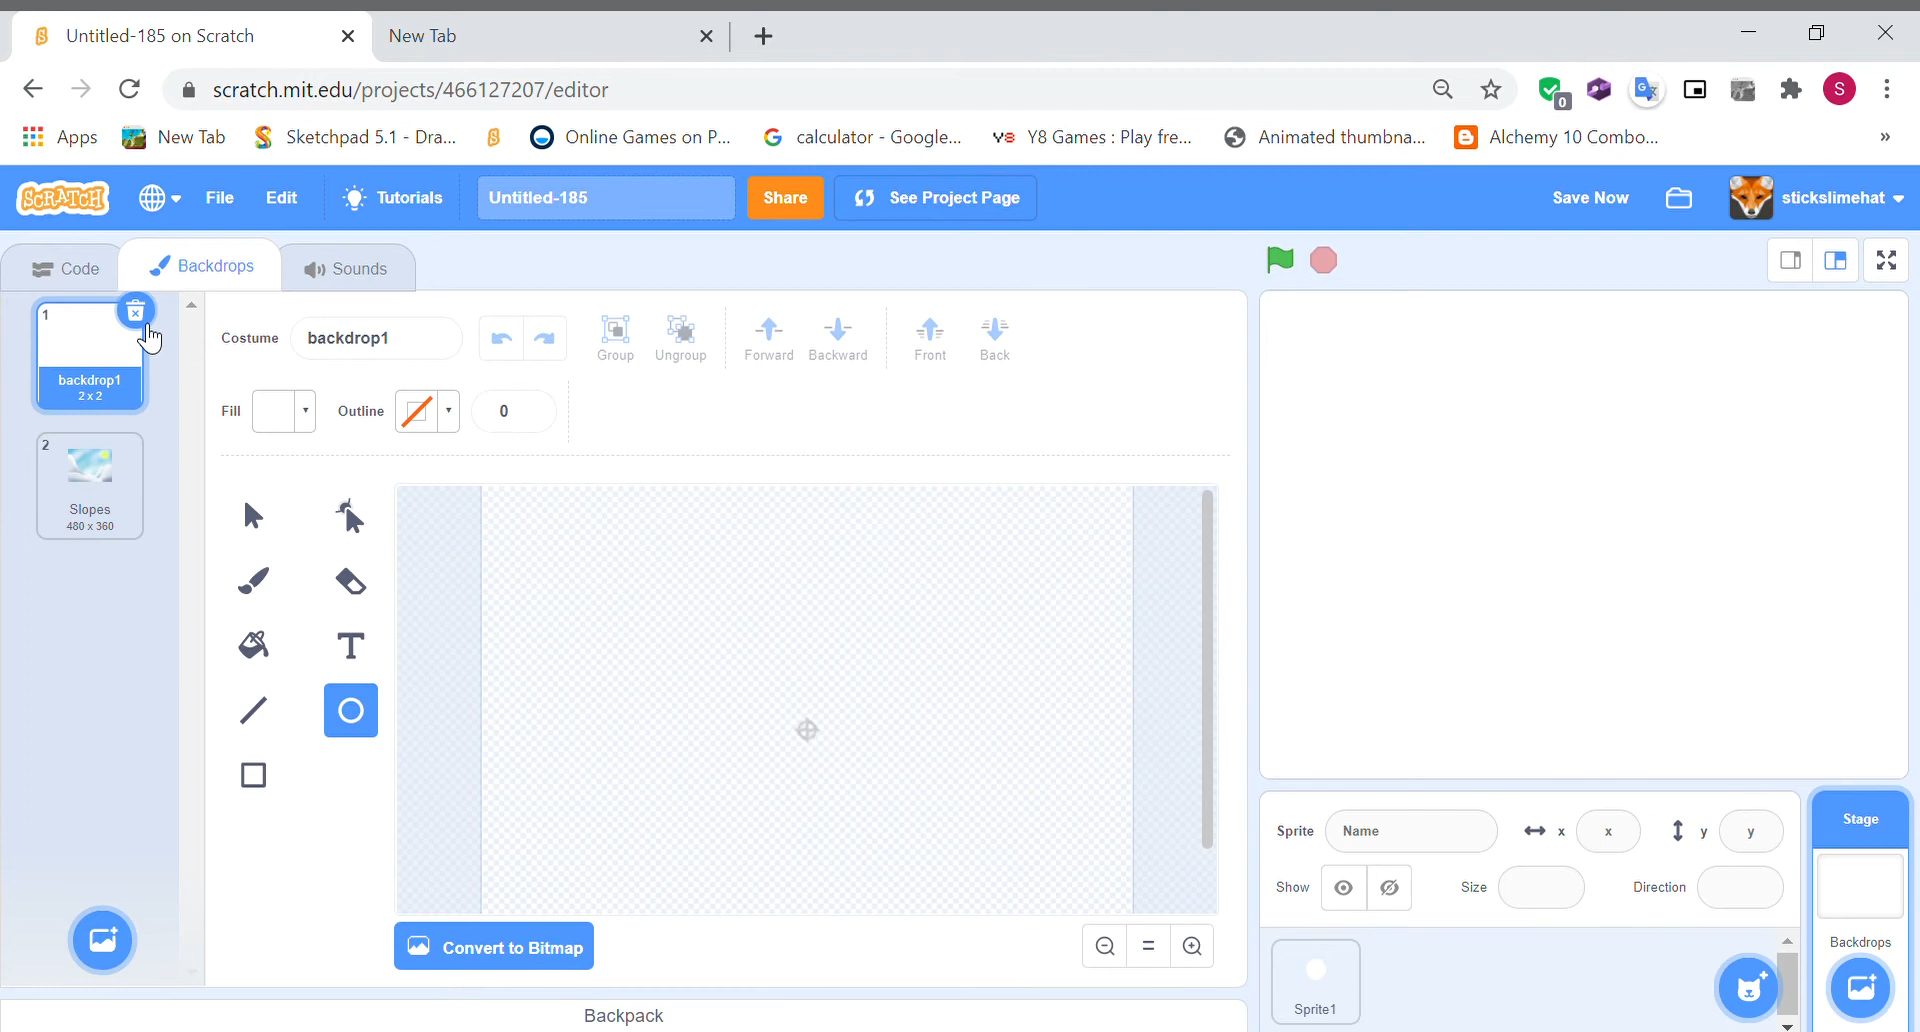 Untitled-185 on Scratch
New Tab
scratch.mit.edu/projects/466127207/editor
0
S
Apps
New Tab
Sketchpad 5.1 - Dra...
Online Games on P...
calculator - Google...
Y8 Games : Play fre...
Animated thumbna...
Alchemy 10 Combo...
»
SCRATCH
File
Edit
Tutorials
Untitled-185
Share
See Project Page
Save Now
stickslimehat
Code
Backdrops
Sounds
1
backdrop1
2 x 2
2
Slopes
480 x 360
Costume
backdrop1
Group
Ungroup
Forward
Backward
Front
Back
Fill
Outline
0
Convert to Bitmap
Backpack
Sprite
Name
x
x
y
y
Show
Size
Direction
Sprite1
Stage
Backdrops